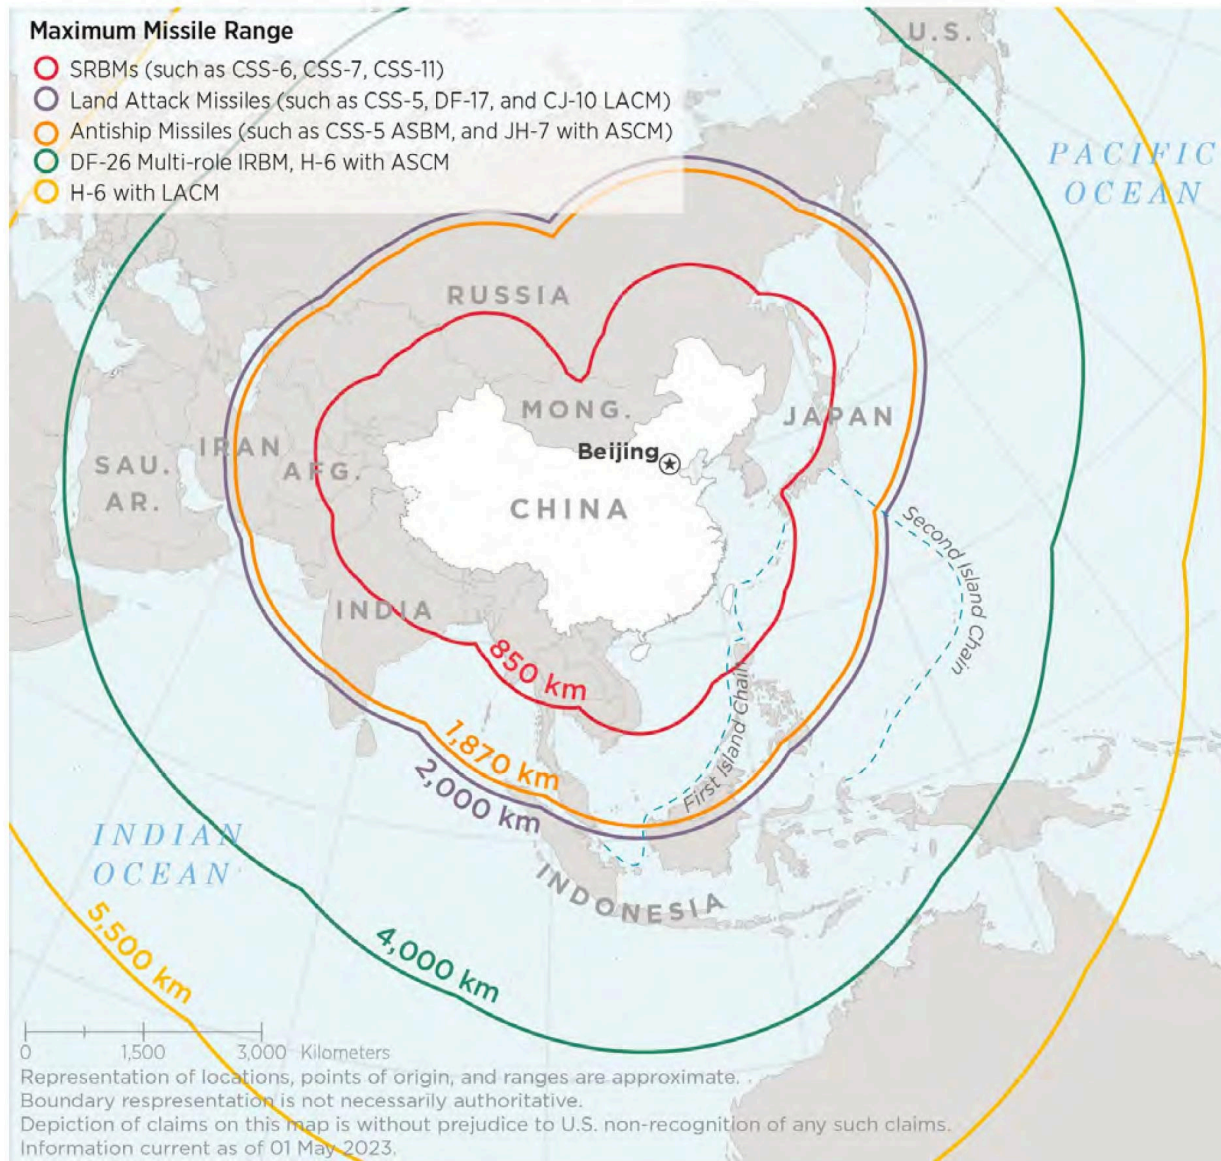 Maximum Missile Range
SRBMs (such as CSS-6, CSS-7, CSS-11)
Land Attack Missiles (such as CSS-5, DF-17, and CJ-10 LACM)
Antiship Missiles (such as CSS-5 ASBM, and JH-7 with ASCM)
DF-26 Multi-role IRBM, H-6 with ASCM
H-6 with LACM
U.S.
PACIFIC
OCEAN
RUSSIA
MONG.
JAPAN
Beijing
IRAN
AFG.
SAU.
AR.
CHINA
Second Island Chain
INDIA
850 km
First Island Chain
1,870 km
2,000 km
INDIAN
OCEAN
INDONESIA
5,500 km
4,000 km
0 1,500 3,000 Kilometers
Representation of locations, points of origin, and ranges are approximate.
Boundary respresentation is not necessarily authoritative.
Depiction of claims on this map is without prejudice to U.S. non-recognition of any such claims.
Information current as of 01 May 2023.